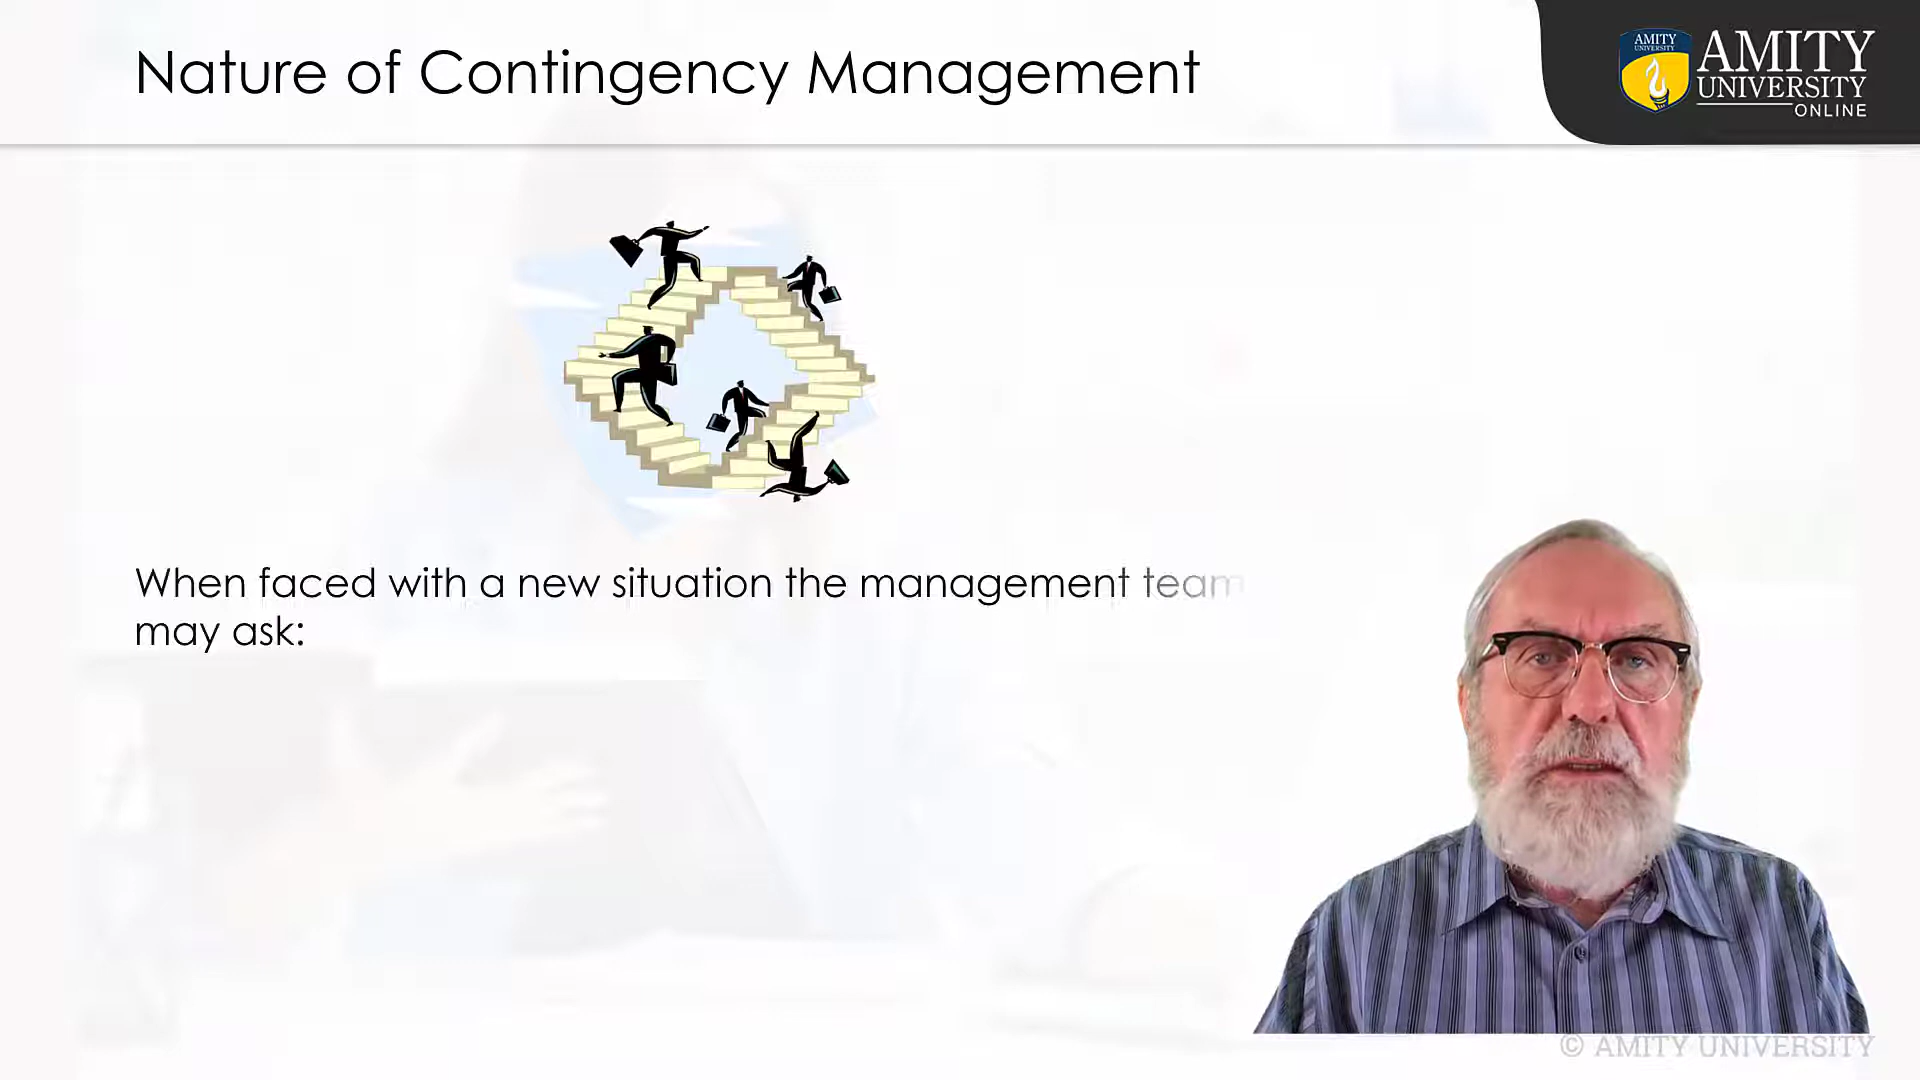 Nature of Contingency Management
AMITY
UNIVERSITY
AMITY
UNIVERSITY
ONLINE
When faced with a new situation the management team
may ask:
© AMITY UNIVERSITY